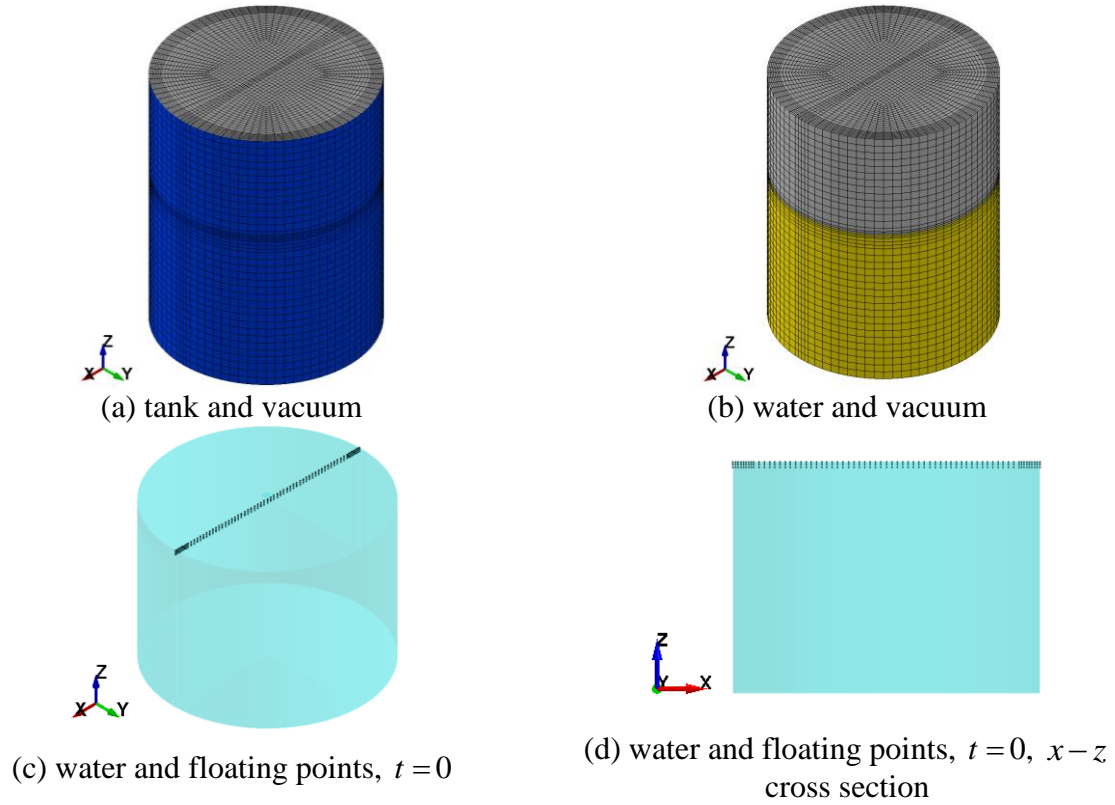 Z
X
Y
(a) tank and vacuum
Z
X
Y
(b) water and vacuum
Z
X
Y
(c) water and floating points, t = 0
Z
Y
X
(d) water and floating points, t = 0, x − z
cross section